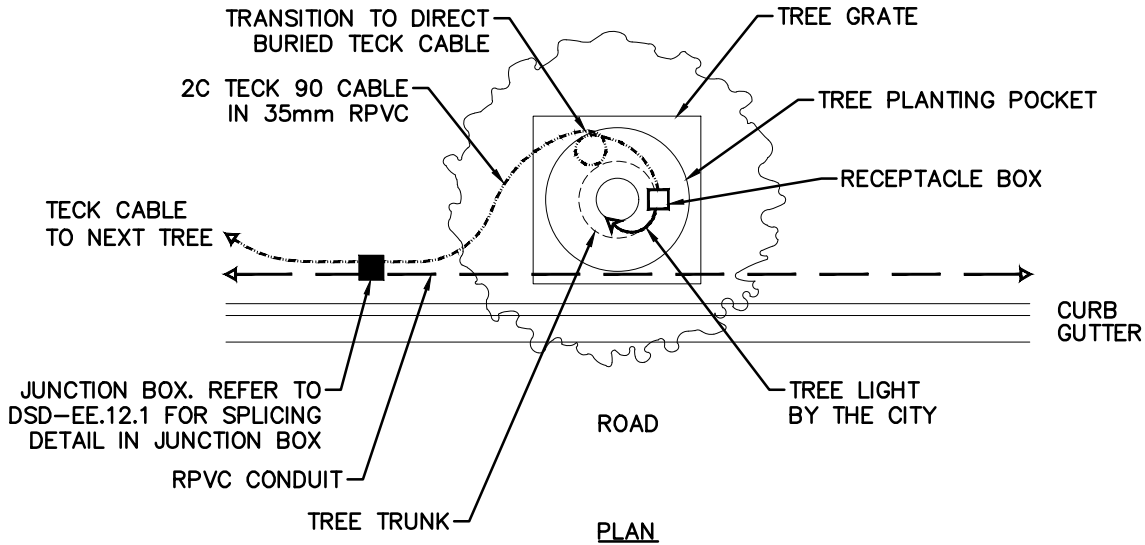 TRANSITION TO DIRECT
BURIED TECK CABLE
TREE GRATE
2C TECK 90 CABLE
IN 35mm RPVC
TREE PLANTING POCKET
RECEPTACLE BOX
TECK CABLE
TO NEXT TREE
CURB
GUTTER
JUNCTION BOX. REFER TO
DSD-EE.12.1 FOR SPLICING
DETAIL IN JUNCTION BOX
TREE LIGHT
BY THE CITY
ROAD
RPVC CONDUIT
TREE TRUNK
PLAN